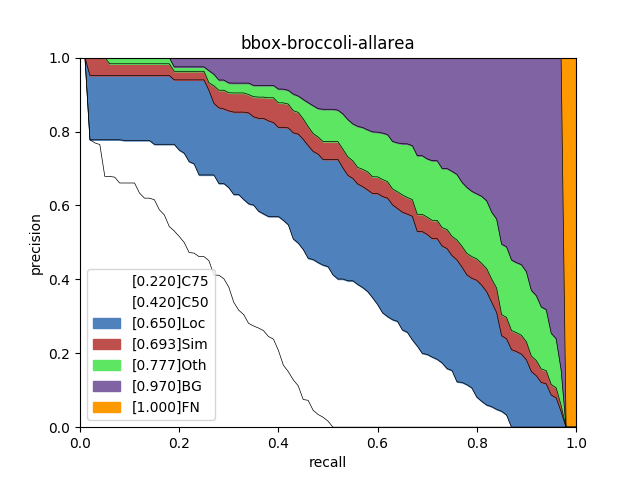 bbox-broccoli-allarea
1.0
0.8
0.6
0.4
0.2
0.0
precision
[0.220]C75
[0.420]C50
[0.650]Loc
[0.693]Sim
[0.777]Oth
[0.970]BG
[1.000]FN
0.0 0.2 0.4 0.6 0.8 1.0
recall